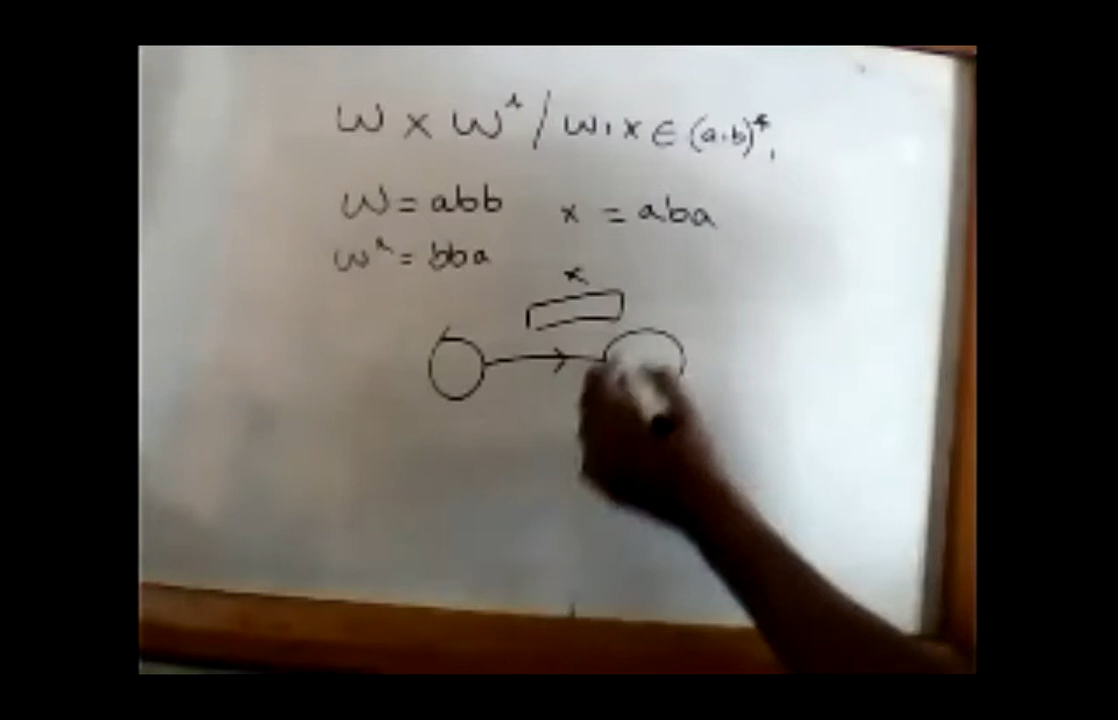 W x W^r / W, x ∈ (a,b)*,
W = abb x = aba
W^r = bba
x